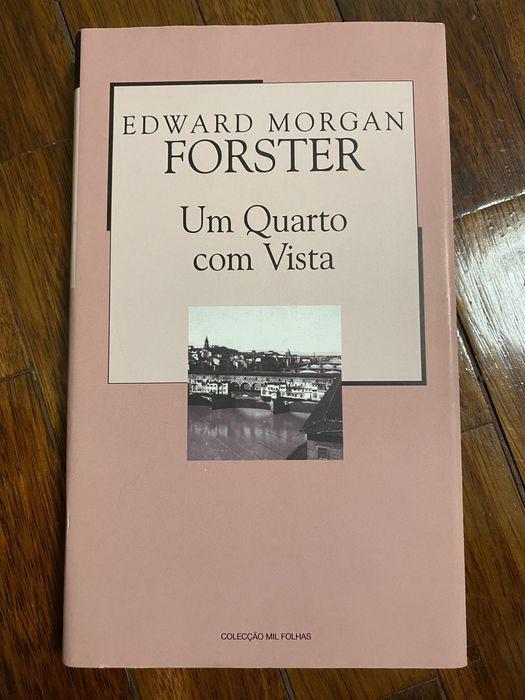 EDWARD MORGAN
FORSTER
Um Quarto
com Vista
COLECÇÃO MIL FOLHAS